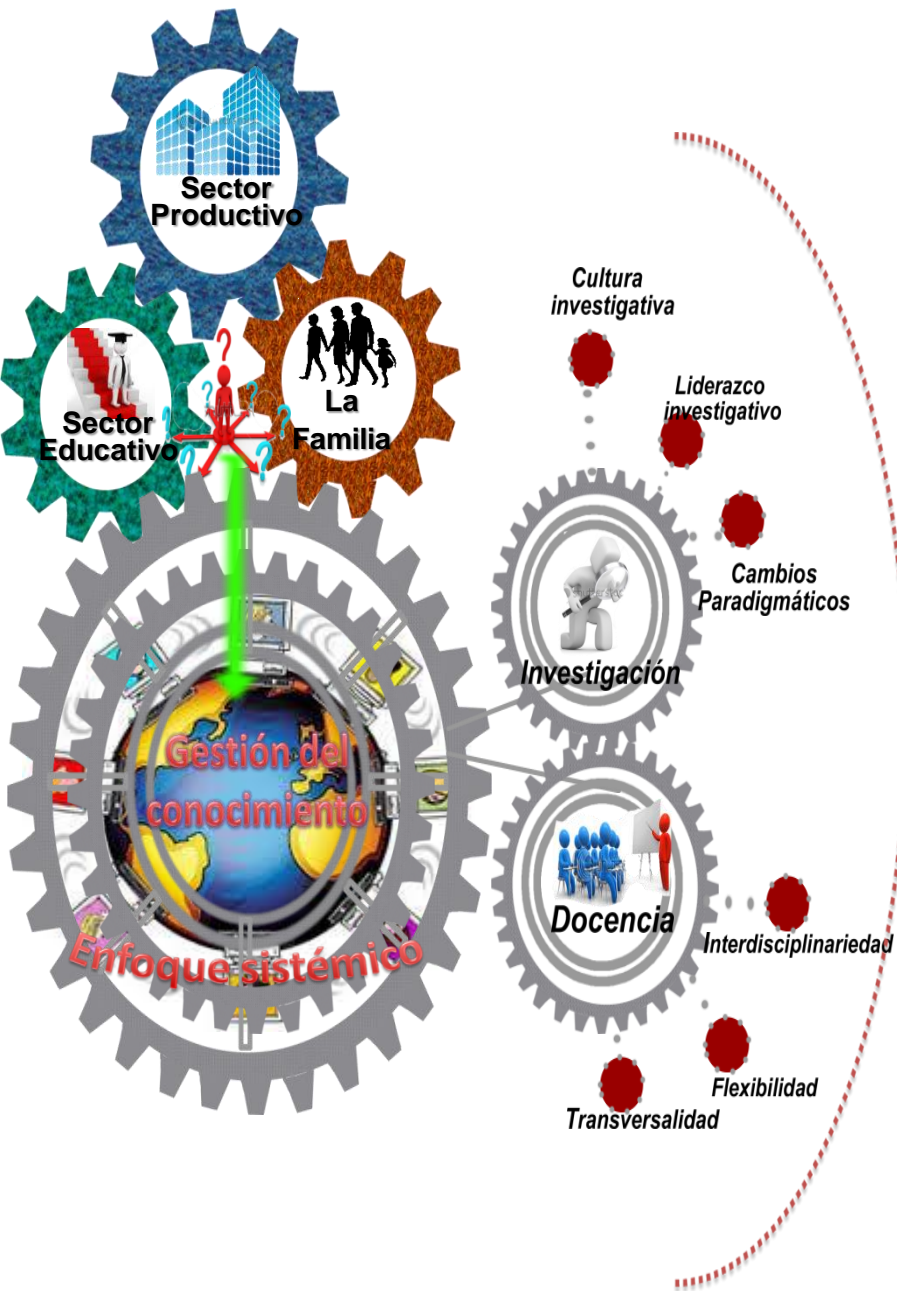 Sector
Productivo
?
Sector
Educativo
? ? ? ? ? ?
La
Familia
Gestión del
conocimiento
Enfoque sistémico
Cultura
investigativa
Liderazco
investigativo
Cambios
Paradigmáticos
Investigación
Docencia
Interdisciplinariedad
Flexibilidad
Transversalidad